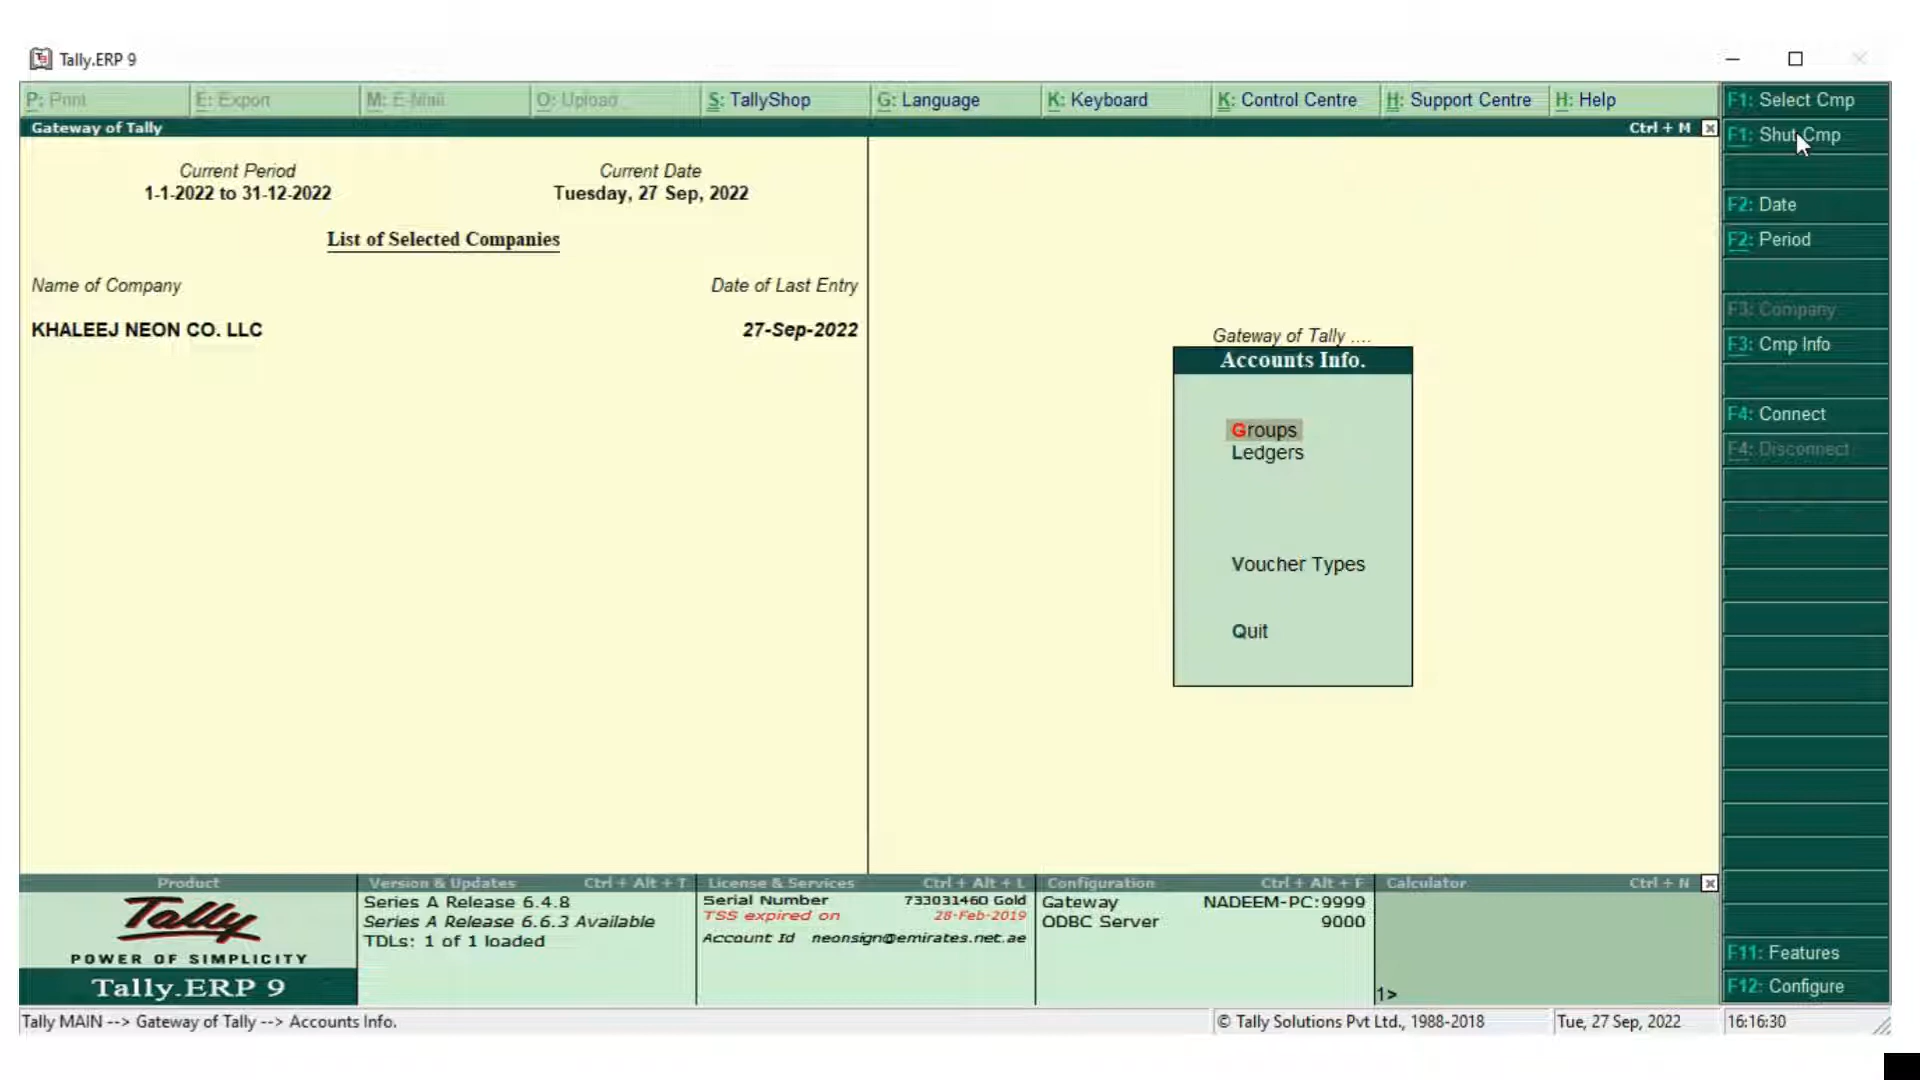 Tally.ERP 9
P: Print E: Export M: E-Mail O: Upload S: TallyShop G: Language K: Keyboard K: Control Centre H: Support Centre H: Help
Gateway of Tally Ctrl + M x
Current Period Current Date
1-1-2022 to 31-12-2022 Tuesday, 27 Sep, 2022
List of Selected Companies
Name of Company Date of Last Entry
KHALEEJ NEON CO. LLC 27-Sep-2022
Gateway of Tally ....
Accounts Info.
Groups
Ledgers
Voucher Types
Quit
F1: Select Cmp
F1: Shut Cmp
F2: Date
F2: Period
F3: Company
F3: Cmp Info
F4: Connect
F4: Disconnect
F11: Features
F12: Configure
Product
Tally
POWER OF SIMPLICITY
Tally.ERP 9
Version & Updates Ctrl + Alt + T
Series A Release 6.4.8
Series A Release 6.6.3 Available
TDLs: 1 of 1 loaded
License & Services Ctrl + Alt + L
Serial Number 733031460 Gold
TSS expired on 28-Feb-2019
Account Id neonsign@emirates.net.ae
Configuration Ctrl + Alt + F
Gateway NADEEM-PC:9999
ODBC Server 9000
Calculator Ctrl + N x
1>
Tally MAIN --> Gateway of Tally --> Accounts Info. © Tally Solutions Pvt Ltd., 1988-2018 Tue, 27 Sep, 2022 16:16:30